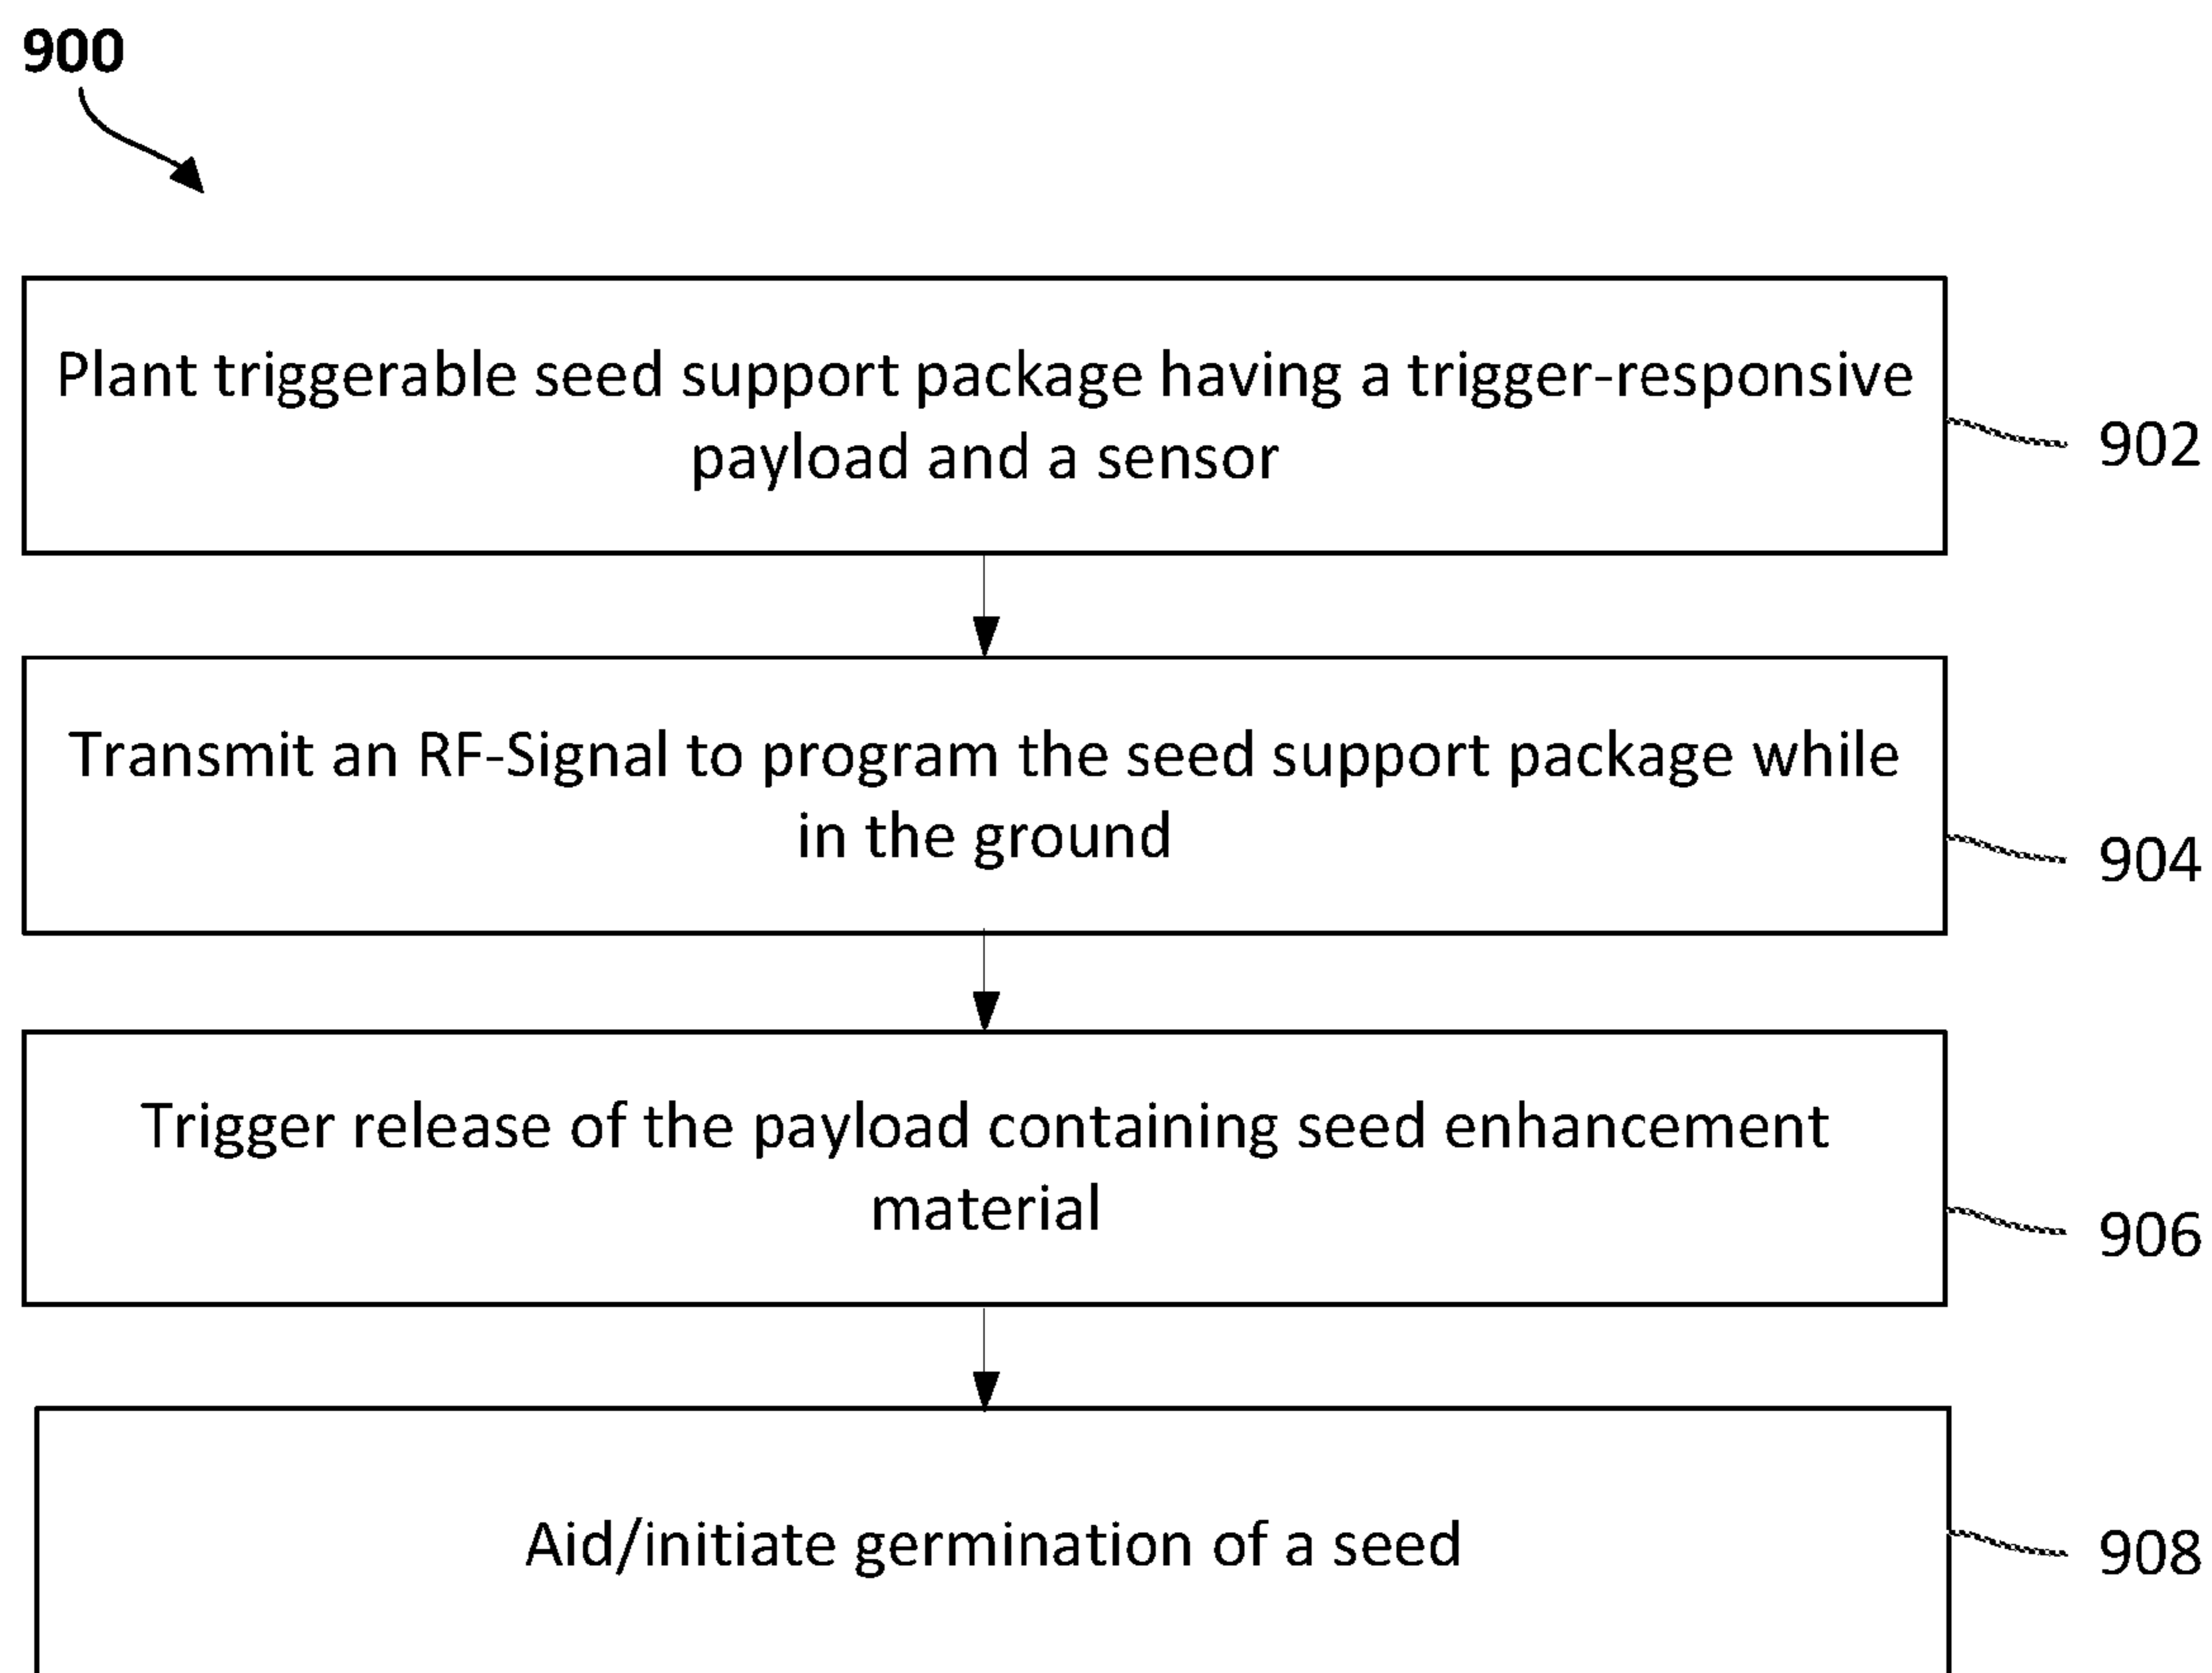 900
Plant triggerable seed support package having a trigger-responsive
payload and a sensor
902
Transmit an RF-Signal to program the seed support package while
in the ground
904
Trigger release of the payload containing seed enhancement
material
906
Aid/initiate germination of a seed
908